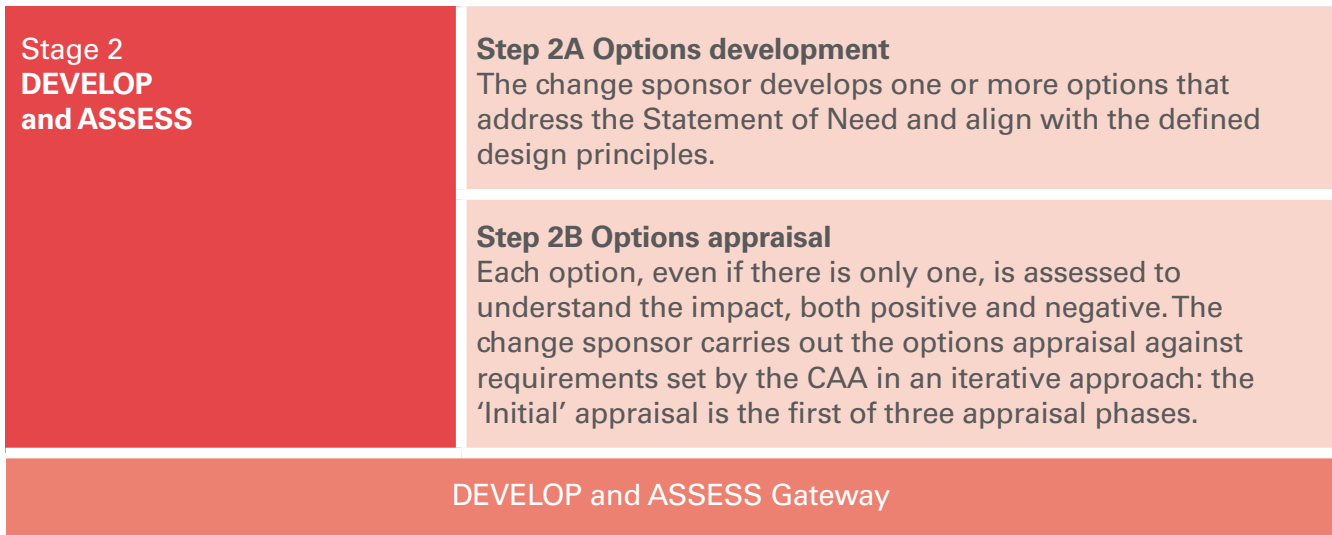 Stage 2
DEVELOP
and ASSESS
Step 2A Options development
The change sponsor develops one or more options that
address the Statement of Need and align with the defined
design principles.
Step 2B Options appraisal
Each option, even if there is only one, is assessed to
understand the impact, both positive and negative. The
change sponsor carries out the options appraisal against
requirements set by the CAA in an iterative approach: the
‘Initial’ appraisal is the first of three appraisal phases.
DEVELOP and ASSESS Gateway